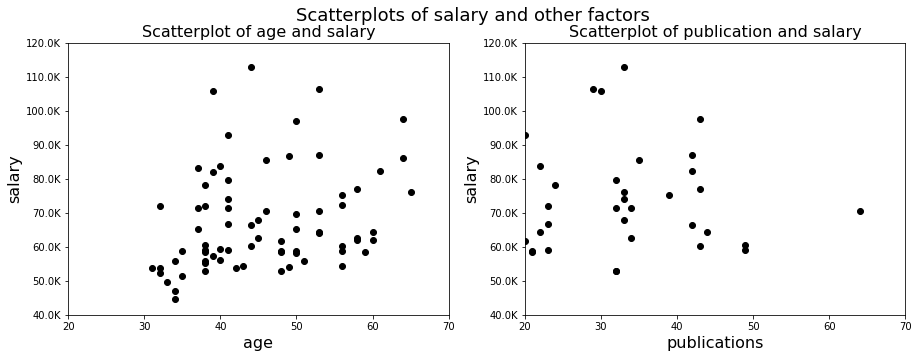 Scatterplots of salary and other factors
Scatterplot of age and salary
120.0K
110.0K
100.0K
90.0K
80.0K
70.0K
60.0K
50.0K
40.0K
salary
20 30 40 50 60 70
age
Scatterplot of publication and salary
120.0K
110.0K
100.0K
90.0K
80.0K
70.0K
60.0K
50.0K
40.0K
salary
20 30 40 50 60 70
publications